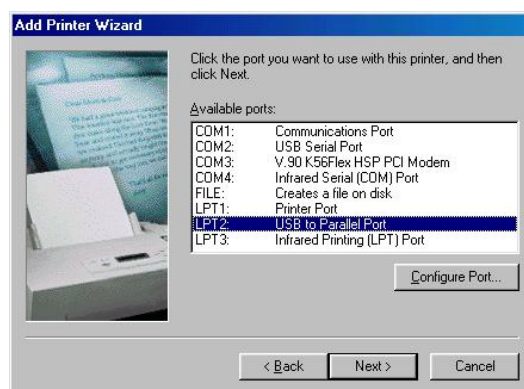 Add Printer Wizard
Click the port you want to use with this printer, and then
click Next.
Available ports:
COM1: Communications Port
COM2: USB Serial Port
COM3: V.90 K56Flex HSP PCI Modem
COM4: Infrared Serial (COM) Port
FILE: Creates a file on disk
LPT1: Printer Port
LPT2: USB to Parallel Port
LPT3: Infrared Printing (LPT) Port
Configure Port...
< Back Next > Cancel